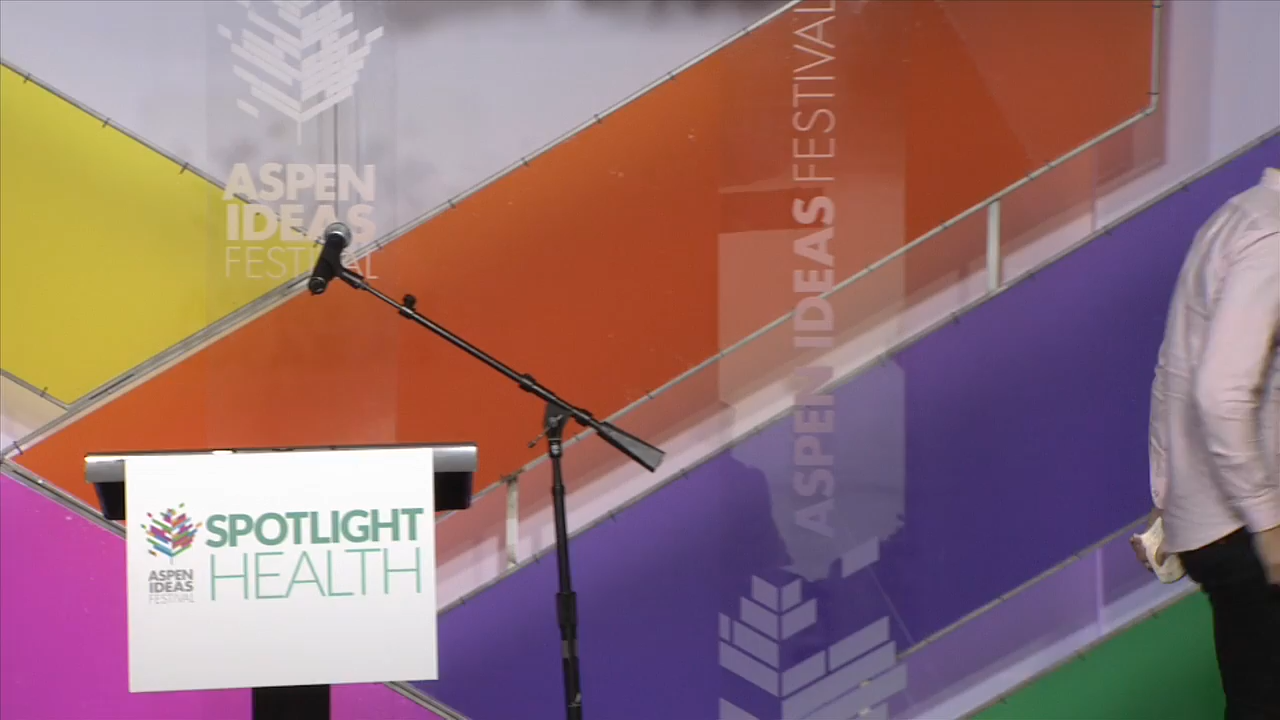 ASPEN
IDEAS
FESTIVAL
ASPEN IDEAS FESTIVAL
SPOTLIGHT
HEALTH
ASPEN
IDEAS
FESTIVAL